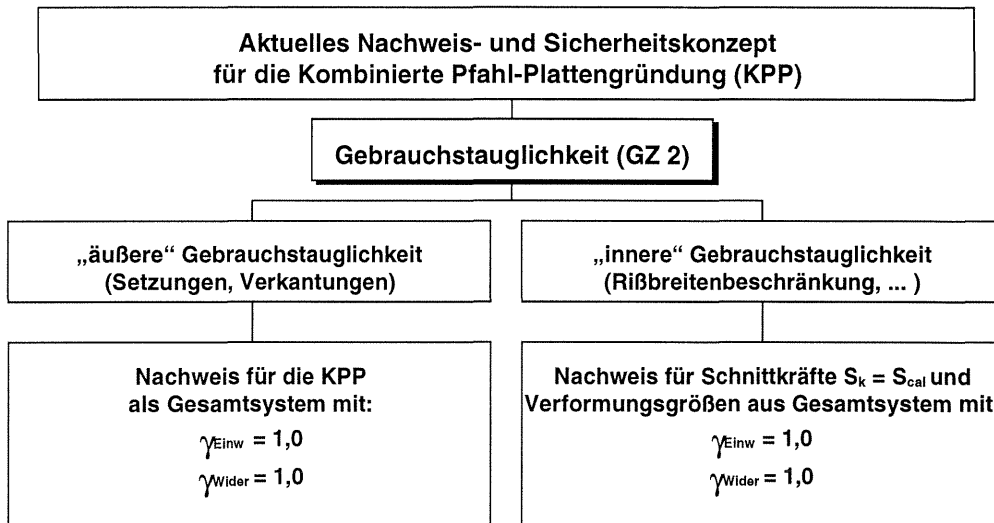 Aktuelles Nachweis- und Sicherheitskonzept
für die Kombinierte Pfahl-Plattengründung (KPP)
Gebrauchstauglichkeit (GZ 2)
„äußere“ Gebrauchstauglichkeit
(Setzungen, Verkantungen)
„innere“ Gebrauchstauglichkeit
(Rißbreitenbeschränkung, ... )
Nachweis für die KPP
als Gesamtsystem mit:
γEinw = 1,0
γWider = 1,0
Nachweis für Schnittkräfte Sk = Scal und
Verformungsgrößen aus Gesamtsystem mit
γEinw = 1,0
γWider = 1,0